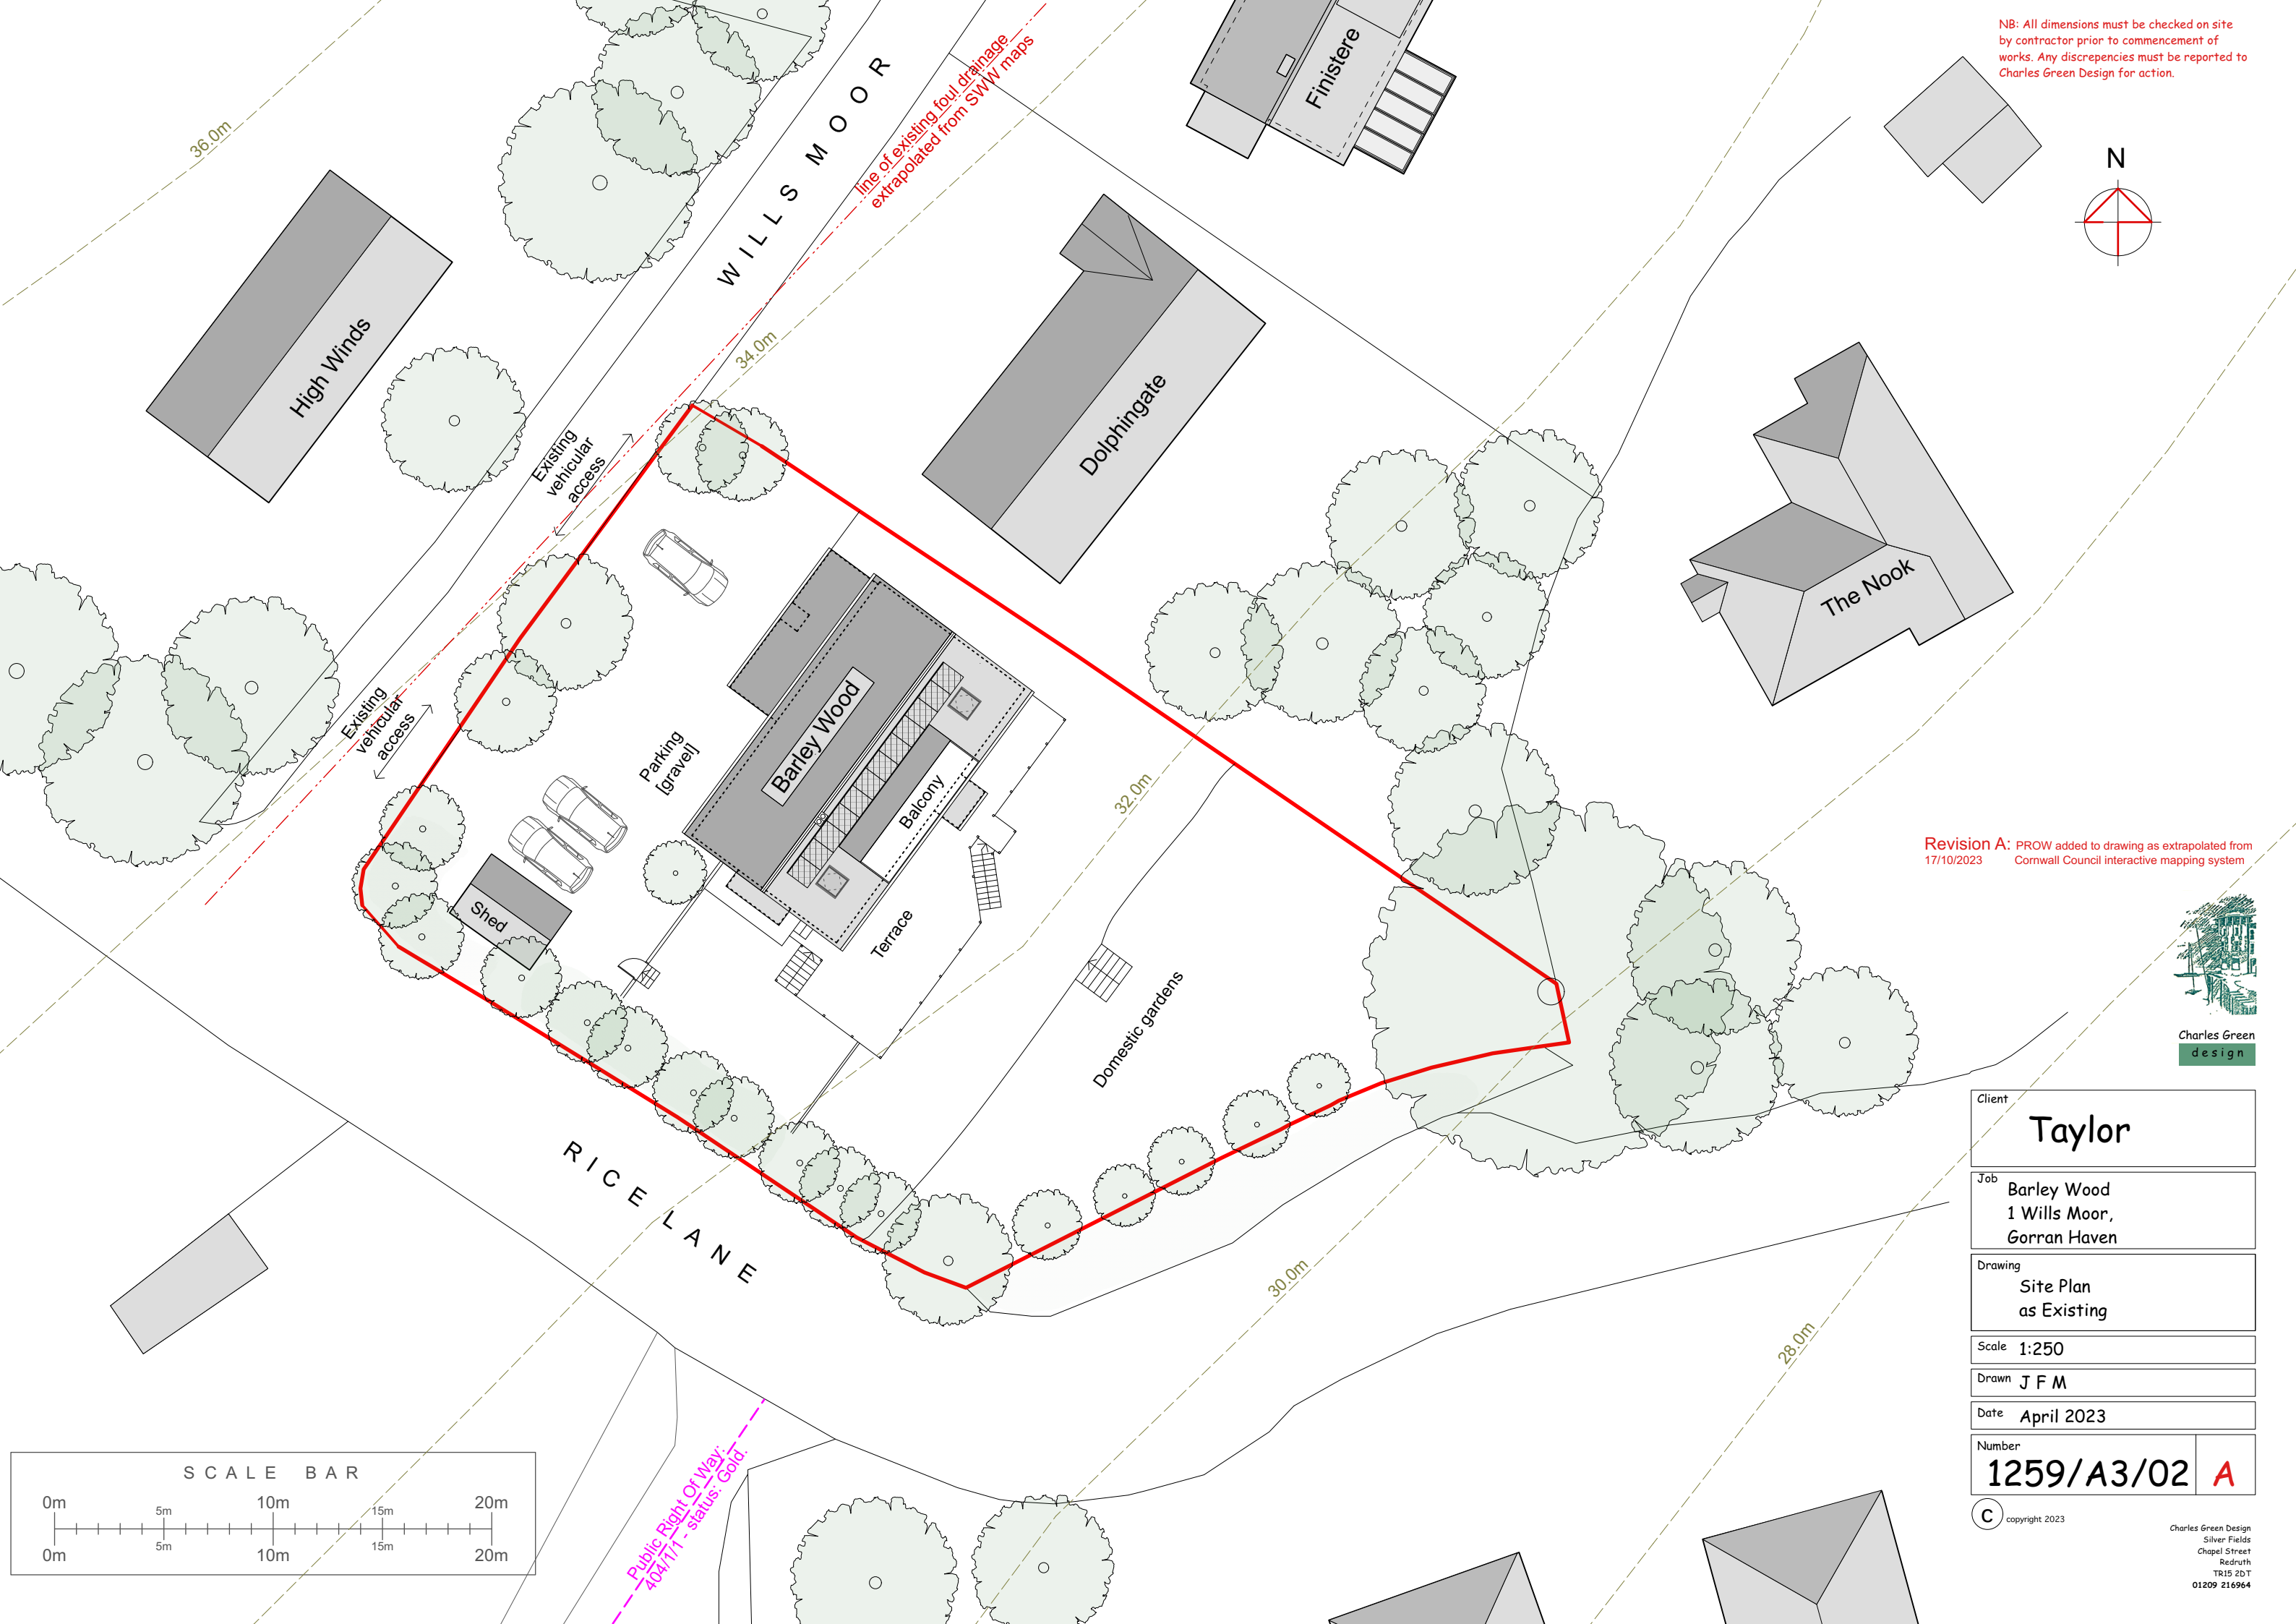 NB: All dimensions must be checked on site
by contractor prior to commencement of
works. Any discrepencies must be reported to
Charles Green Design for action.
N
36.0m
WILLS MOOR
line of existing foul drainage
extrapolated from SWW maps
Finistere
High Winds
34.0m
Dolphingate
Existing
vehicular
access
The Nook
Existing
vehicular
access
Parking
[gravel]
Barley Wood
Balcony
32.0m
Shed
Terrace
Domestic gardens
RICE LANE
30.0m
28.0m
Public Right Of Way:
404/1/1 - status: Gold.
SCALE BAR
0m 5m 10m 15m 20m
0m 5m 10m 15m 20m
Revision A: PROW added to drawing as extrapolated from
17/10/2023 Cornwall Council interactive mapping system
Charles Green
design
Client
Taylor
Job
Barley Wood
1 Wills Moor,
Gorran Haven
Drawing
Site Plan
as Existing
Scale 1:250
Drawn J F M
Date April 2023
Number
1259/A3/02 A
C copyright 2023
Charles Green Design
Silver Fields
Chapel Street
Redruth
TR15 2DT
01209 216964